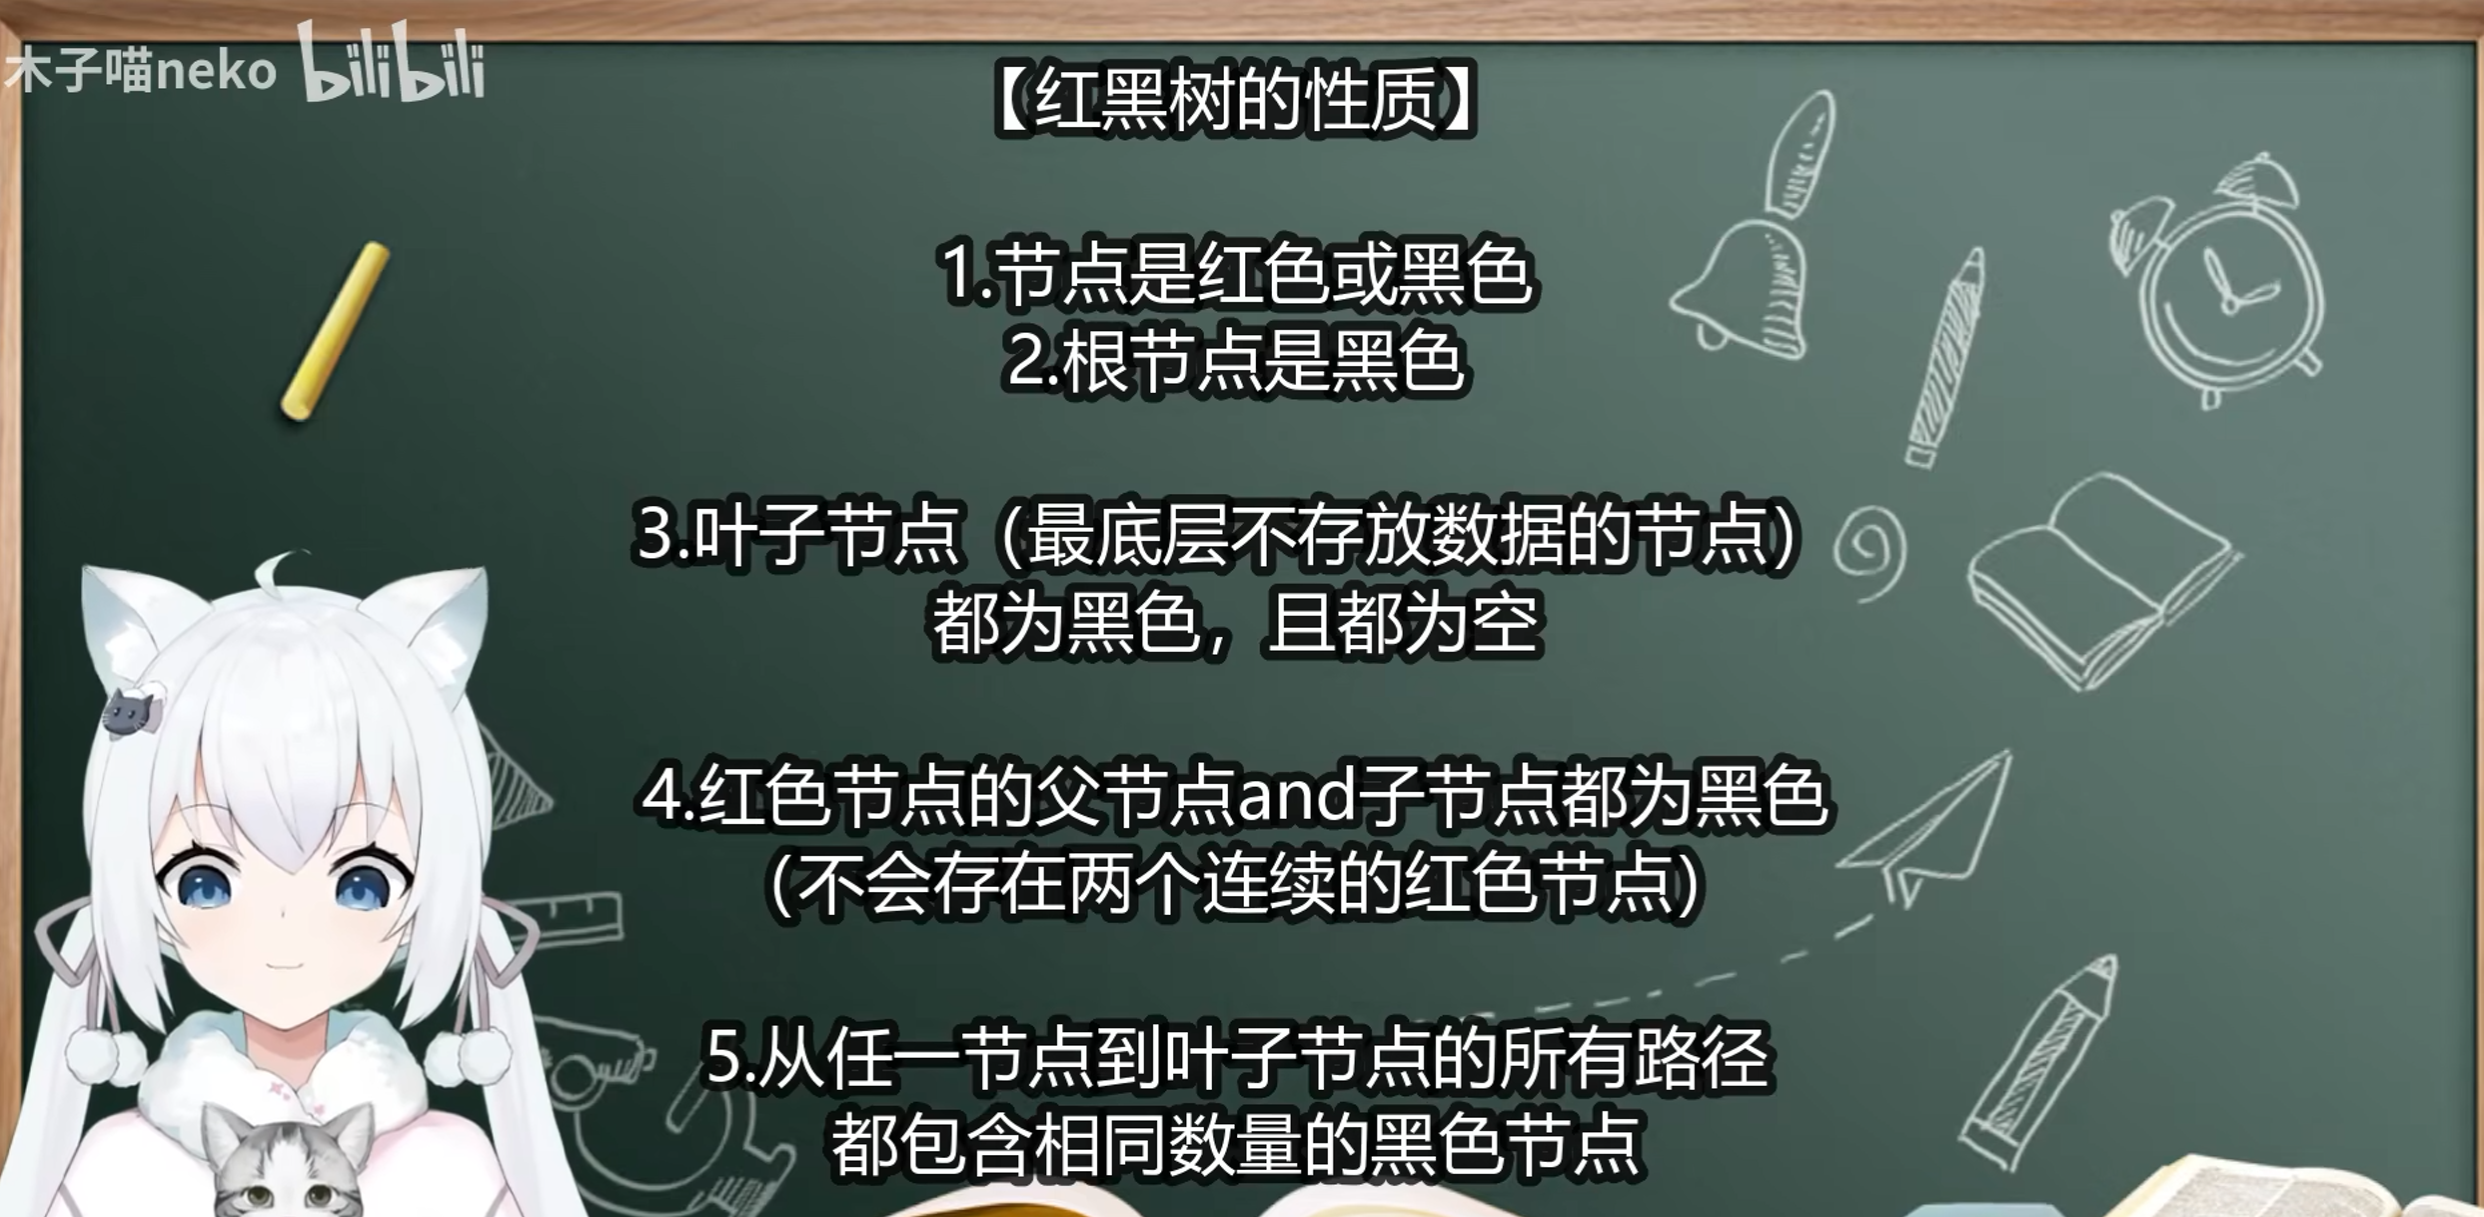 木子喵neko bilibili
【红黑树的性质】
1.节点是红色或黑色
2.根节点是黑色
3.叶子节点（最底层不存放数据的节点）
都为黑色，且都为空
4.红色节点的父节点and子节点都为黑色
（不会存在两个连续的红色节点）
5.从任一节点到叶子节点的所有路径
都包含相同数量的黑色节点